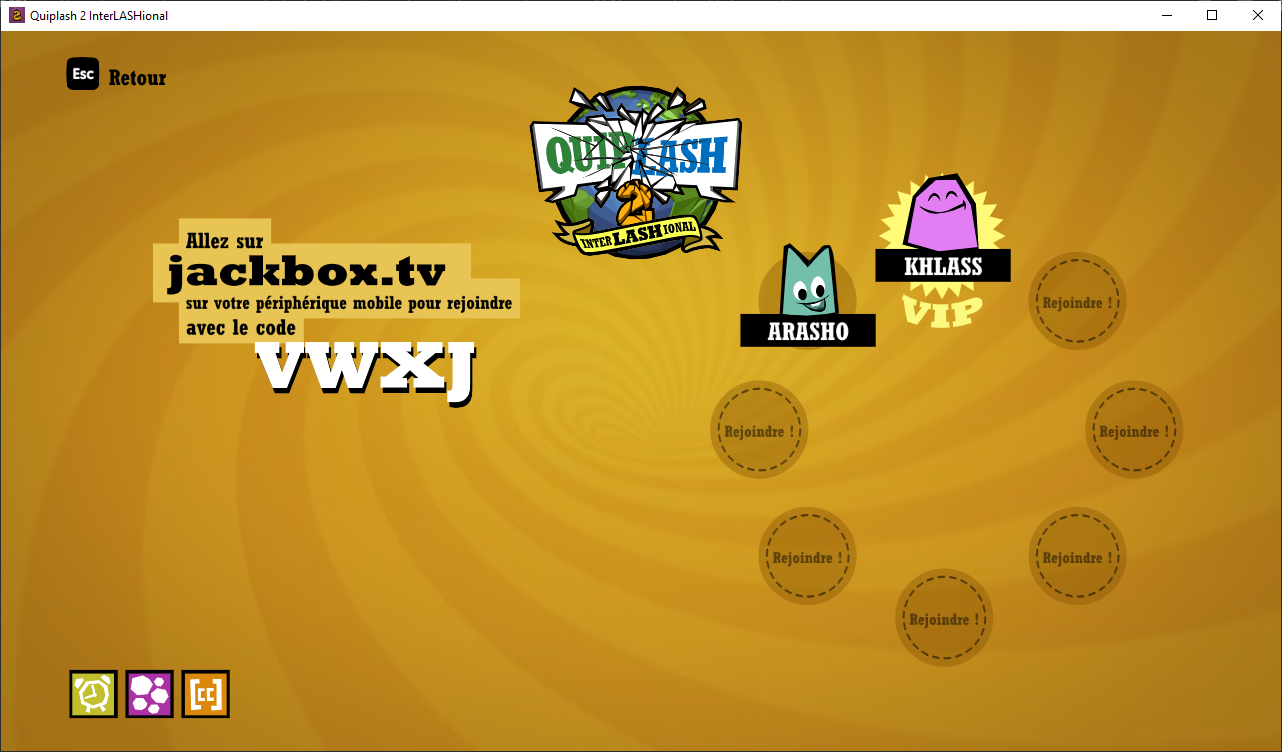 Quiplash 2 InterLASHional
Esc Retour
QUIPLASH
2
INTERLASHIONAL
Allez sur
jackbox.tv
sur votre périphérique mobile pour rejoindre
avec le code
VWXJ
KHLASS
VIP
ARASHO
Rejoindre !
Rejoindre !
Rejoindre !
Rejoindre !
Rejoindre !
Rejoindre !
[cc]